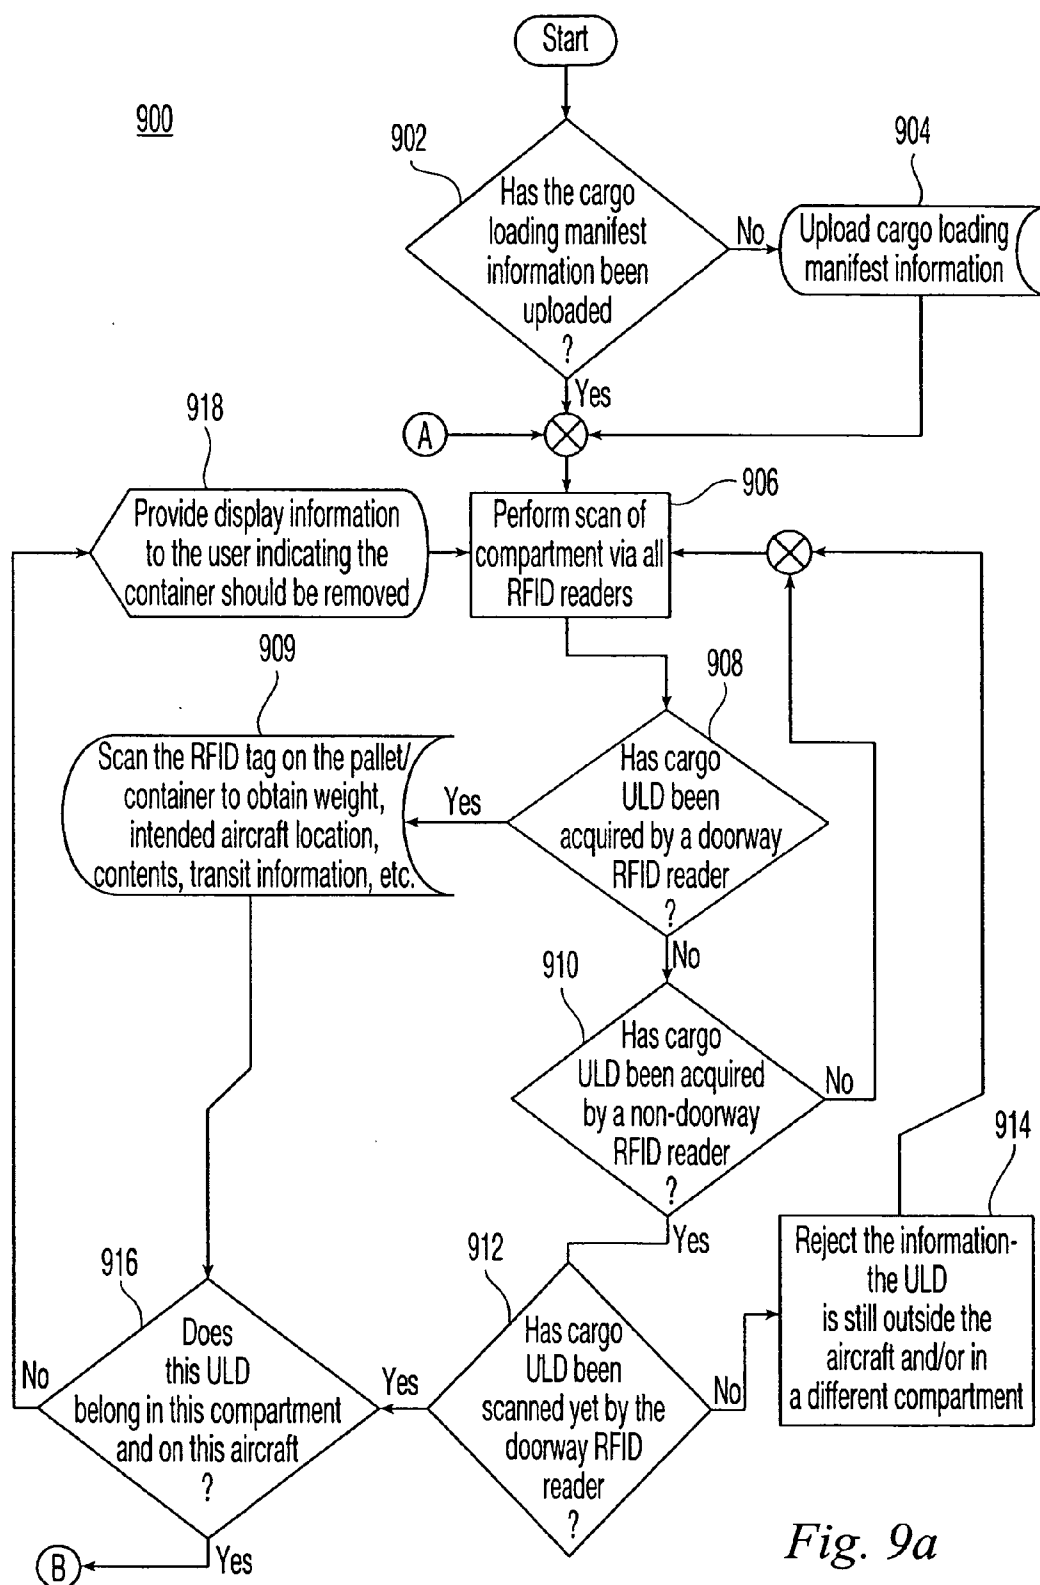 Start
900
902
Has the cargo
loading manifest
information been
uploaded
?
No
904
Upload cargo loading
manifest information
Yes
A
918
Provide display information
to the user indicating the
container should be removed
906
Perform scan of
compartment via all
RFID readers
909
Scan the RFID tag on the pallet/
container to obtain weight,
intended aircraft location,
contents, transit information, etc.
Yes
908
Has cargo
ULD been
acquired by a doorway
RFID reader
?
No
910
Has cargo
ULD been acquired
by a non-doorway
RFID reader
?
No
Yes
914
Reject the information-
the ULD
is still outside the
aircraft and/or in
a different compartment
912
Has cargo
ULD been
scanned yet by the
doorway RFID
reader
?
No
Yes
916
Does
this ULD
belong in this compartment
and on this aircraft
?
No
Yes
B
Fig. 9a